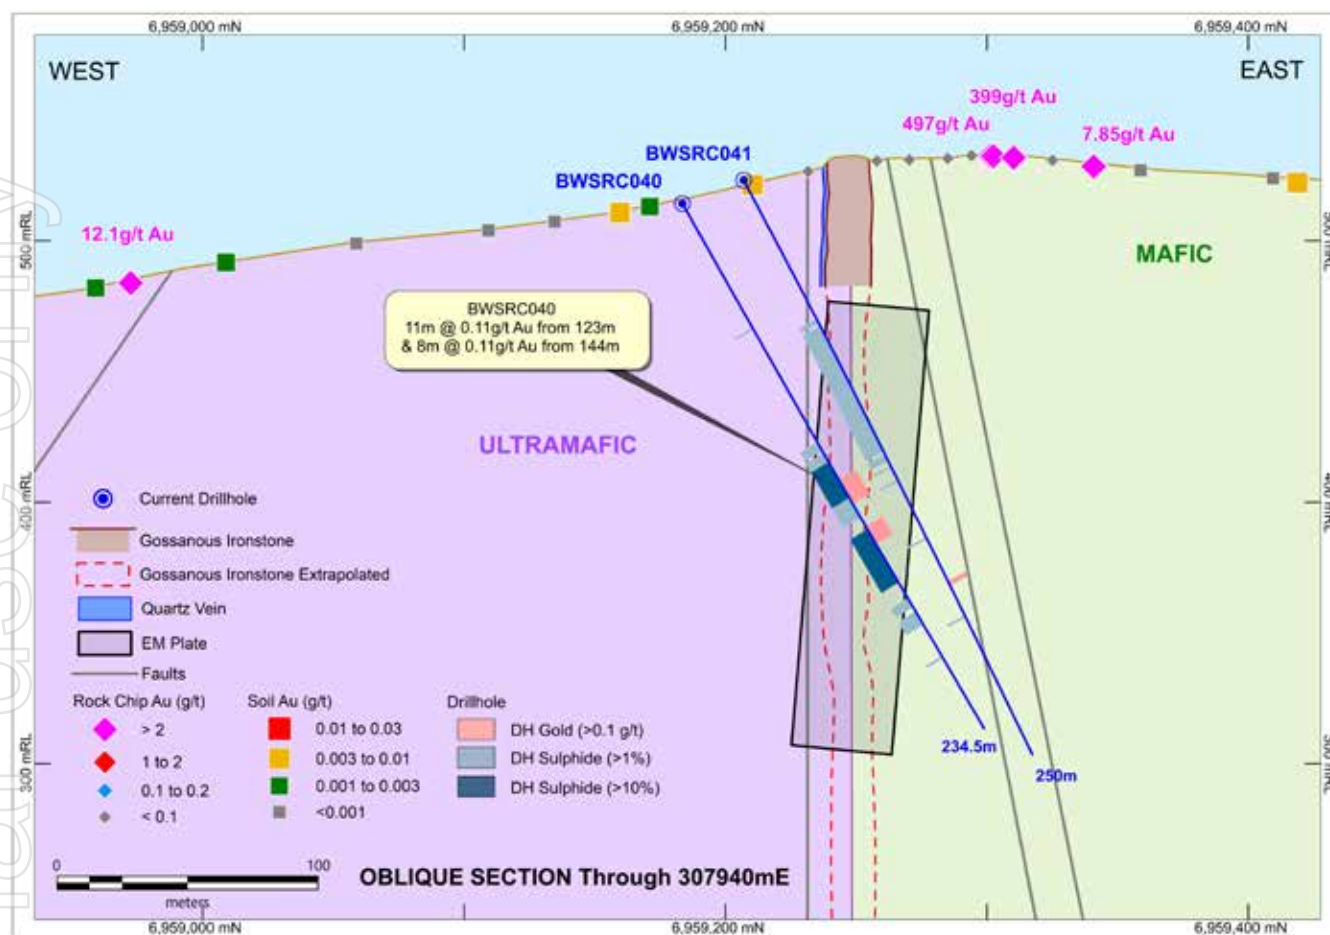 6,959,000 mN
6,959,200 mN
6,959,400 mN
WEST
EAST
399g/t Au
497g/t Au
7.85g/t Au
BWSRC041
BWSRC040
12.1g/t Au
500 mRL
MAFIC
BWSRC040
11m @ 0.11g/t Au from 123m
& 8m @ 0.11g/t Au from 144m
ULTRAMAFIC
400 mRL
400 mRL
Current Drillhole
Gossanous Ironstone
Gossanous Ironstone Extrapolated
Quartz Vein
EM Plate
Faults
Rock Chip Au (g/t)
> 2
1 to 2
0.1 to 0.2
< 0.1
Soil Au (g/t)
0.01 to 0.03
0.003 to 0.01
0.001 to 0.003
<0.001
Drillhole
DH Gold (>0.1 g/t)
DH Sulphide (>1%)
DH Sulphide (>10%)
234.5m
250m
300 mRL
0
100
meters
OBLIQUE SECTION Through 307940mE
6,959,000 mN
6,959,200 mN
6,959,400 mN